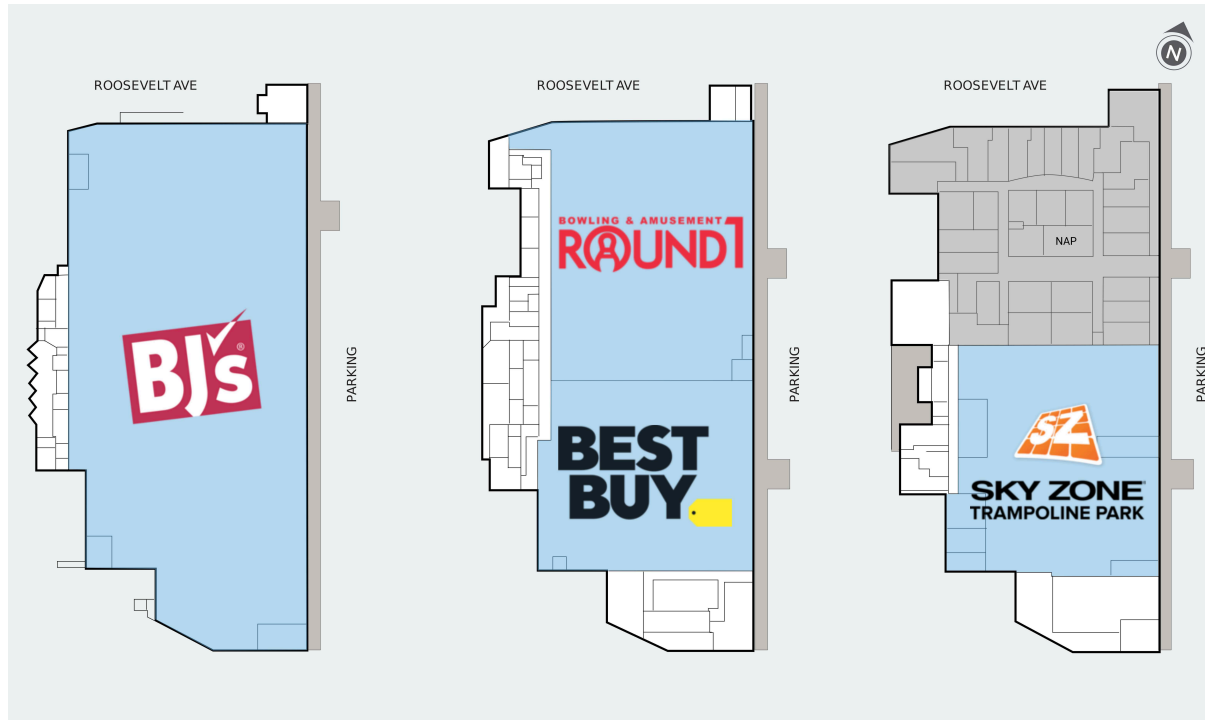 ROOSEVELT AVE
ROOSEVELT AVE
ROOSEVELT AVE
N
BJ's®
PARKING
BOWLING & AMUSEMENT
ROUND1
BEST
BUY
PARKING
NAP
SZ
SKY ZONE
TRAMPOLINE PARK
PARKING